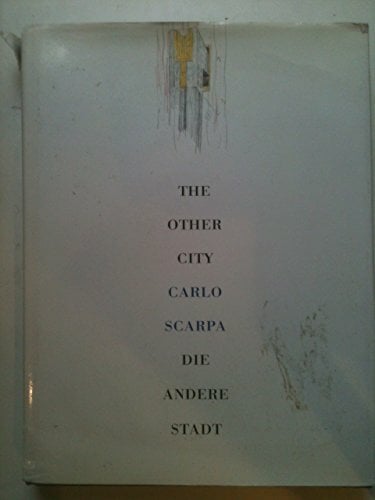 THE
OTHER
CITY
CARLO
SCARPA
DIE
ANDERE
STADT